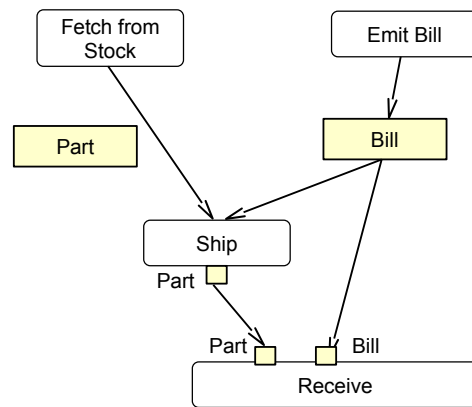 Fetch from
Stock
Emit Bill
Part
Bill
Ship
Part
Part
Bill
Receive